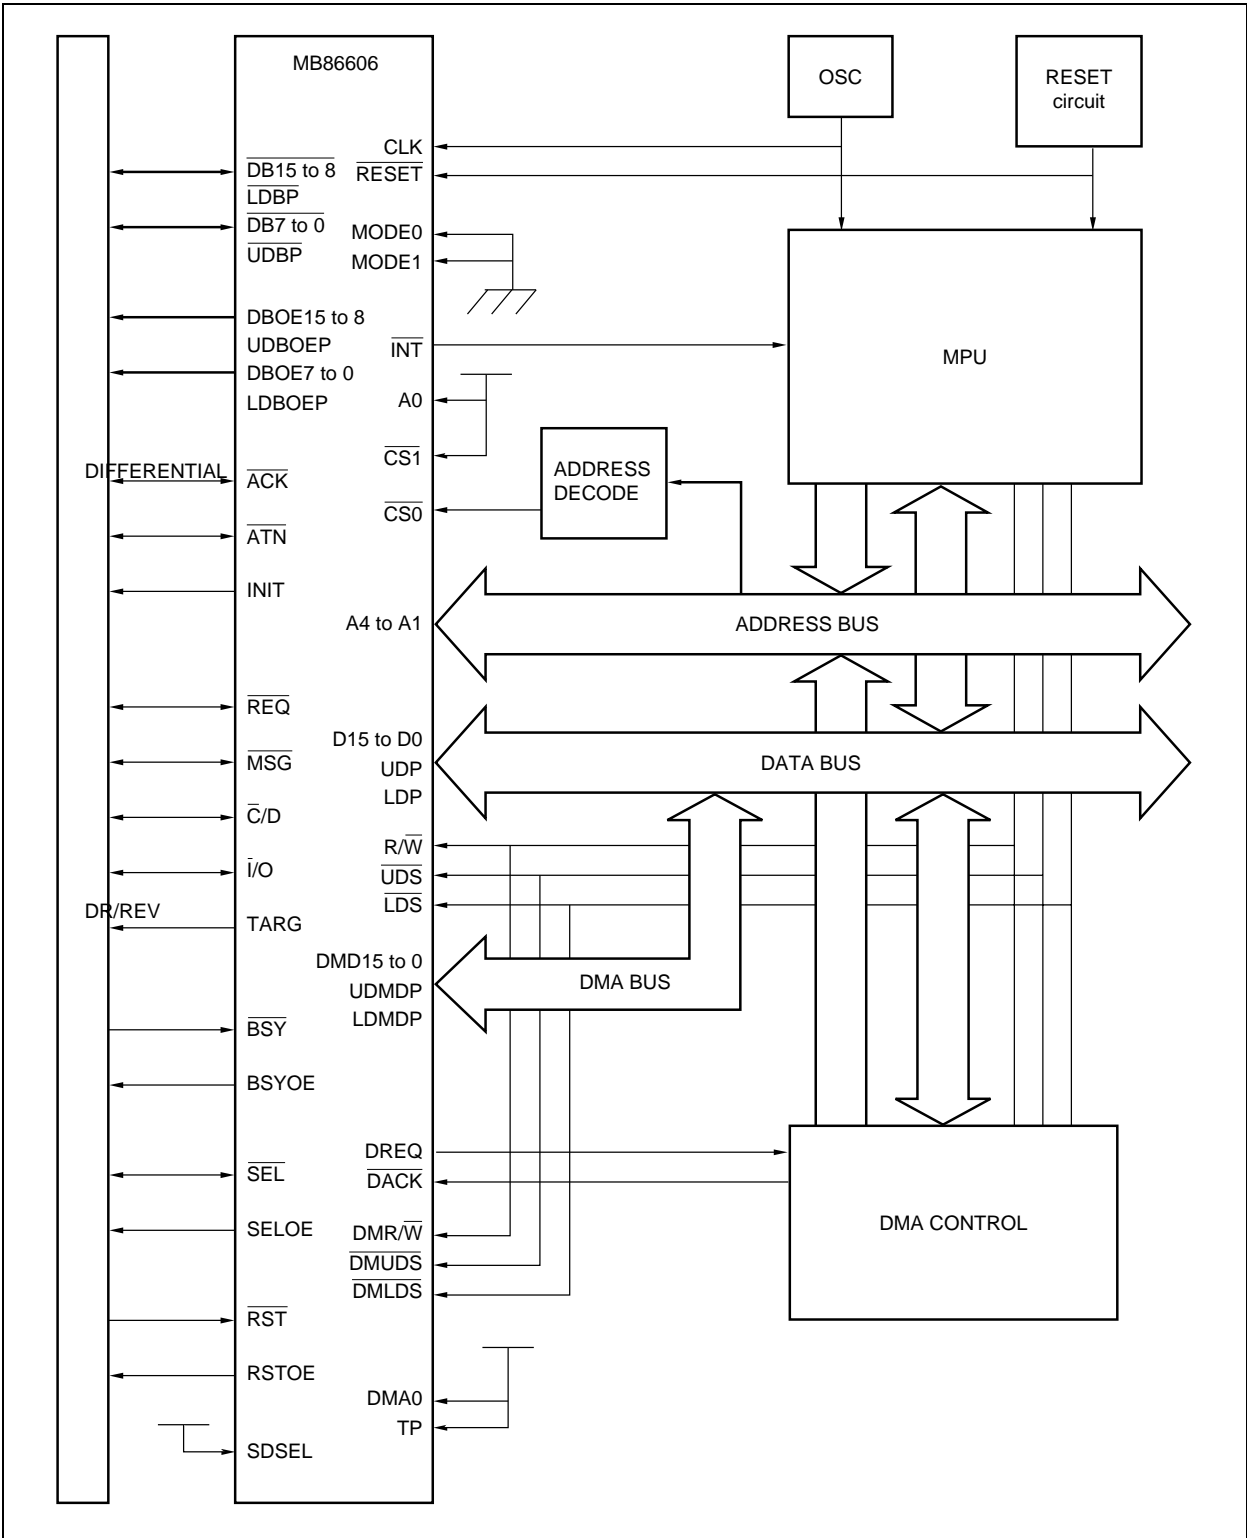 MB86606
OSC
RESET
circuit
CLK
DB15 to 8
RESET
LDBP
DB7 to 0
MODE0
UDBP
MODE1
DBOE15 to 8
UDBOEP
INT
MPU
DBOE7 to 0
LDBOEP
A0
CS1
ADDRESS
DECODE
DIFFERENTIAL
ACK
CS0
ATN
INIT
A4 to A1
ADDRESS BUS
REQ
D15 to D0
MSG
UDP
DATA BUS
LDP
C̅/D
R/W̅
I̅/O
UDS
LDS
DR/REV
TARG
DMD15 to 0
UDMDP
DMA BUS
LDMDP
BSY
BSYOE
DREQ
SEL
DACK
SELOE
DMR/W̅
DMA CONTROL
DMUDS
DMLDS
RST
RSTOE
DMA0
TP
SDSEL